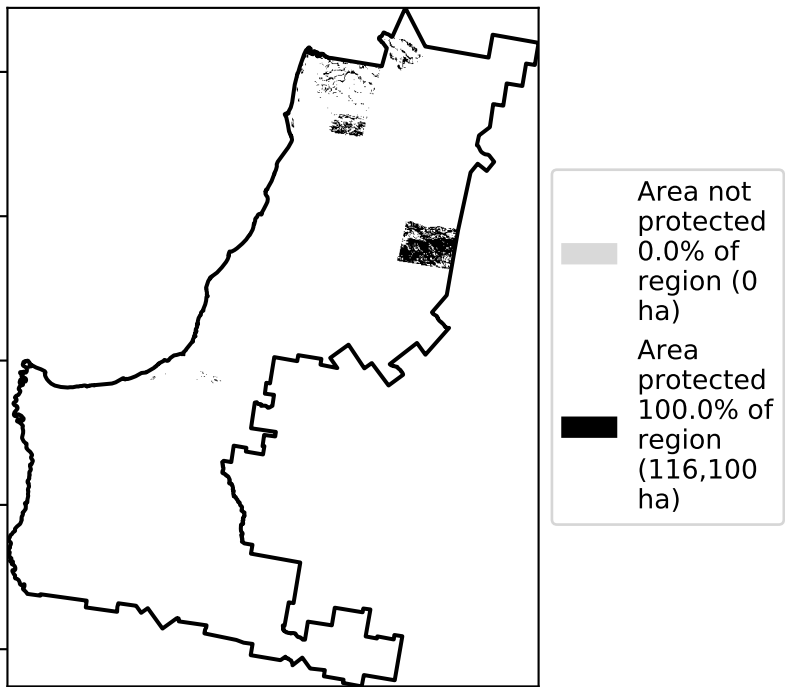 Area not
protected
0.0% of
region (0
ha)
Area
protected
100.0% of
region
(116,100
ha)